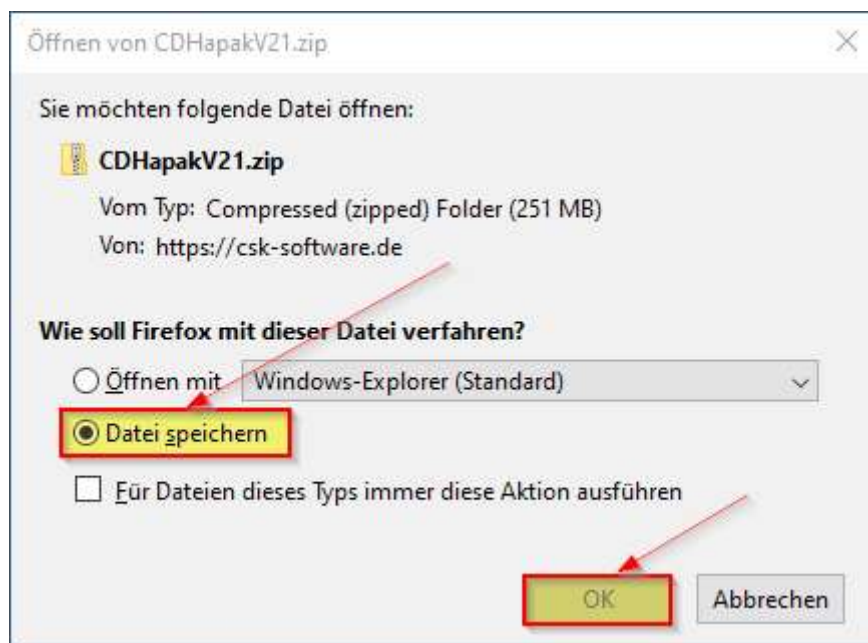 Öffnen von CDHapakV21.zip
Sie möchten folgende Datei öffnen:
CDHapakV21.zip
Vom Typ: Compressed (zipped) Folder (251 MB)
Von: https://csk-software.de
Wie soll Firefox mit dieser Datei verfahren?
Öffnen mit Windows-Explorer (Standard)
Datei speichern
Für Dateien dieses Typs immer diese Aktion ausführen
OK Abbrechen